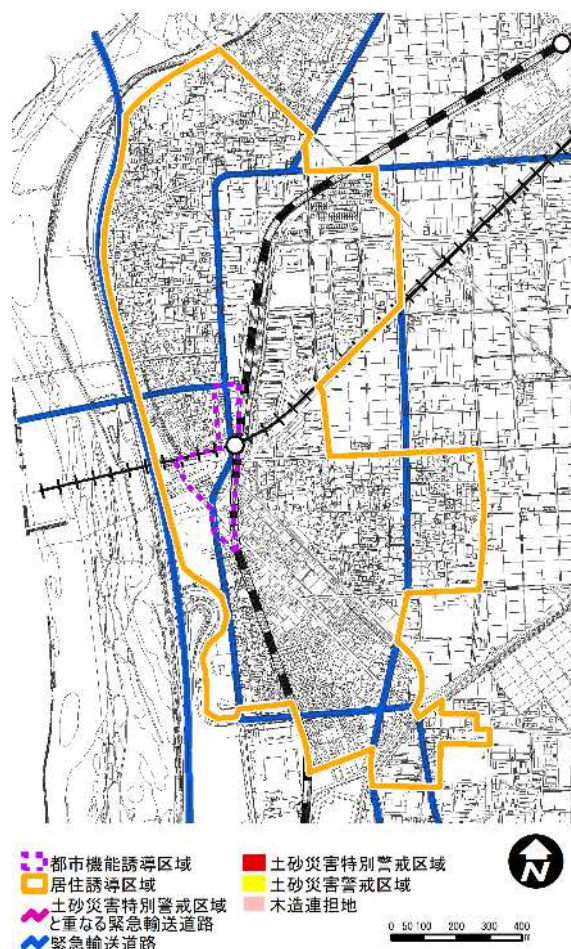 都市機能誘導区域
居住誘導区域
土砂災害特別警戒区域
と重なる緊急輸送道路
緊急輸送道路
土砂災害特別警戒区域
土砂災害警戒区域
木造連担地
N
0 50 100 200 300 400
m